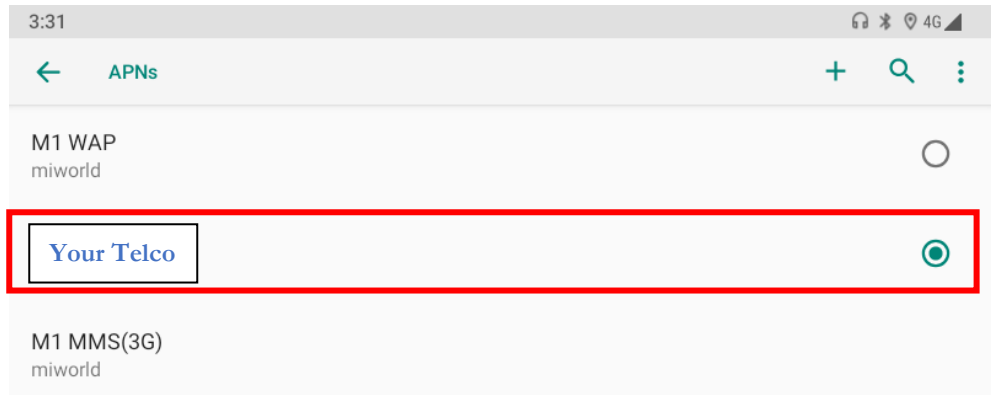 3:31
4G
APNs
M1 WAP
miworld
Your Telco
M1 MMS(3G)
miworld